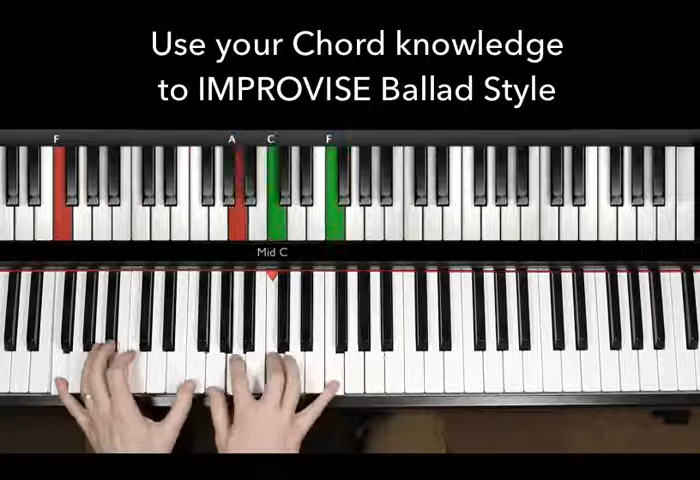 Use your Chord knowledge
to IMPROVISE Ballad Style
F A C F
Mid C